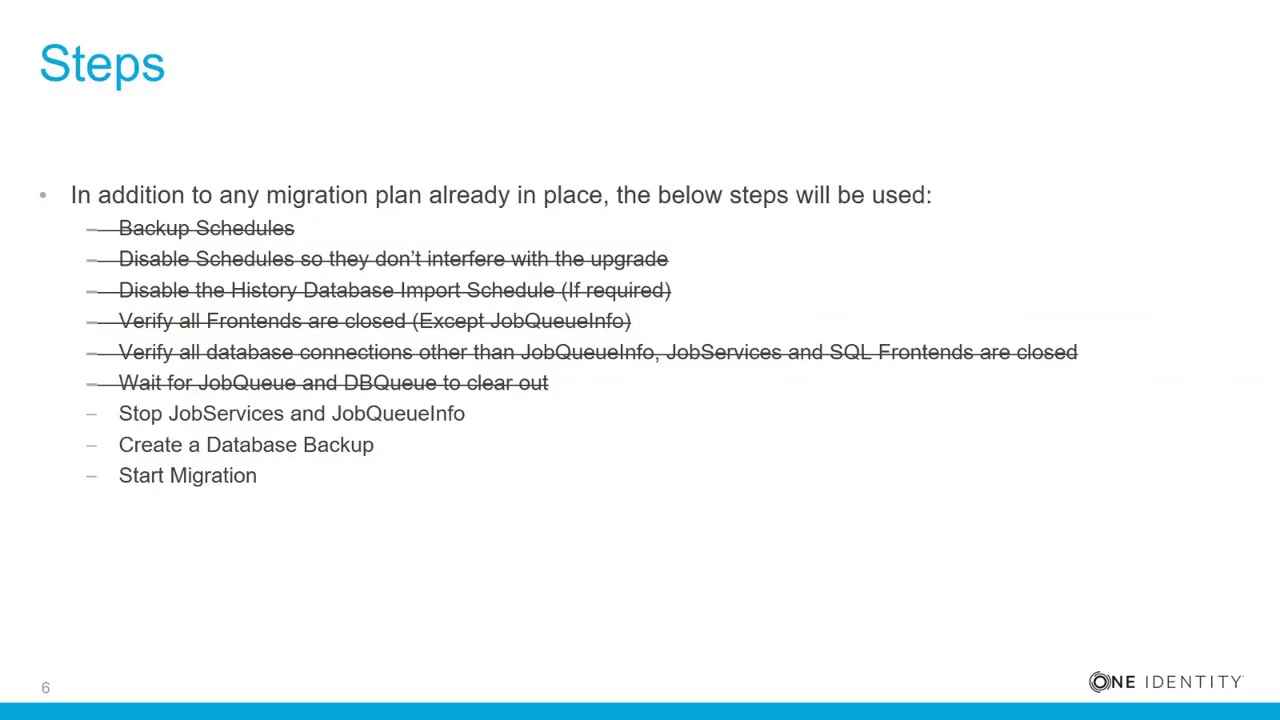 Steps
• In addition to any migration plan already in place, the below steps will be used:
– Backup Schedules
– Disable Schedules so they don’t interfere with the upgrade
– Disable the History Database Import Schedule (If required)
– Verify all Frontends are closed (Except JobQueueInfo)
– Verify all database connections other than JobQueueInfo, JobServices and SQL Frontends are closed
– Wait for JobQueue and DBQueue to clear out
– Stop JobServices and JobQueueInfo
– Create a Database Backup
– Start Migration
6
ONE IDENTITY